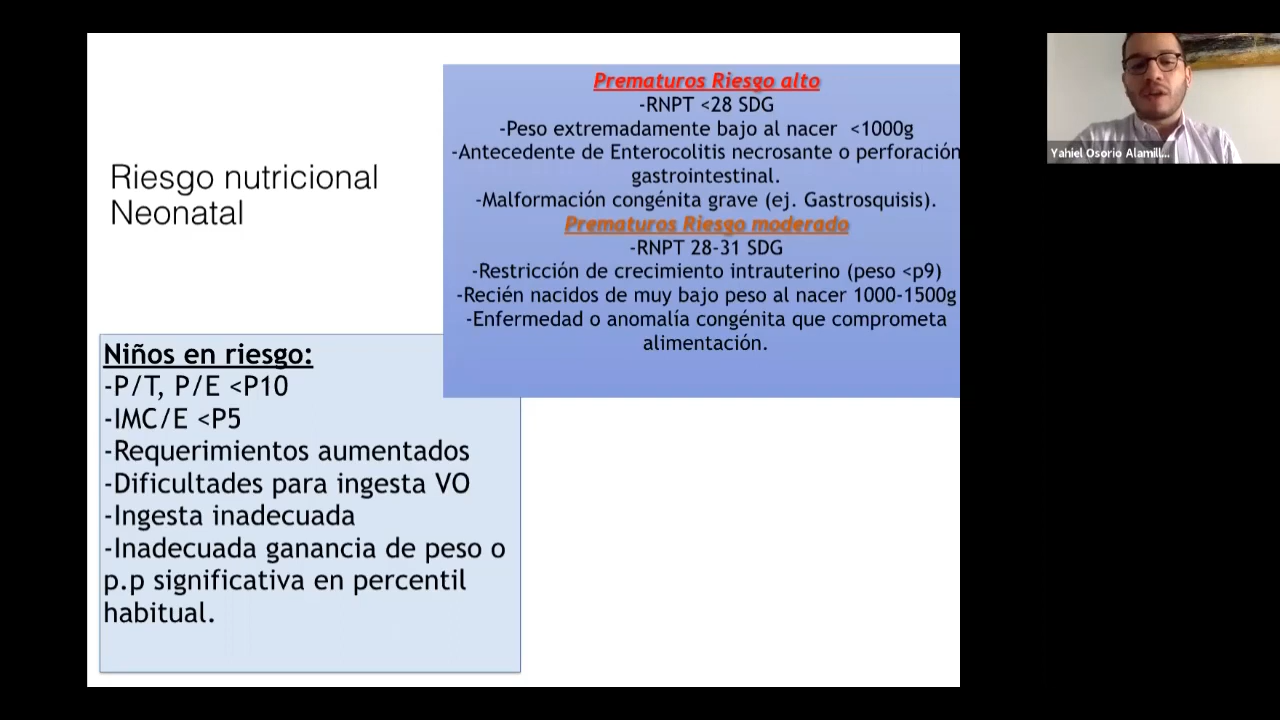 Riesgo nutricional
Neonatal
Prematuros Riesgo alto
-RNPT <28 SDG
-Peso extremadamente bajo al nacer <1000g
-Antecedente de Enterocolitis necrosante o perforación
gastrointestinal.
-Malformación congénita grave (ej. Gastrosquisis).
Prematuros Riesgo moderado
-RNPT 28-31 SDG
-Restricción de crecimiento intrauterino (peso <p9)
-Recién nacidos de muy bajo peso al nacer 1000-1500g
-Enfermedad o anomalía congénita que comprometa
alimentación.
Niños en riesgo:
-P/T, P/E <P10
-IMC/E <P5
-Requerimientos aumentados
-Dificultades para ingesta VO
-Ingesta inadecuada
-Inadecuada ganancia de peso o
p.p significativa en percentil
habitual.
Yahiel Osorio Alamill...